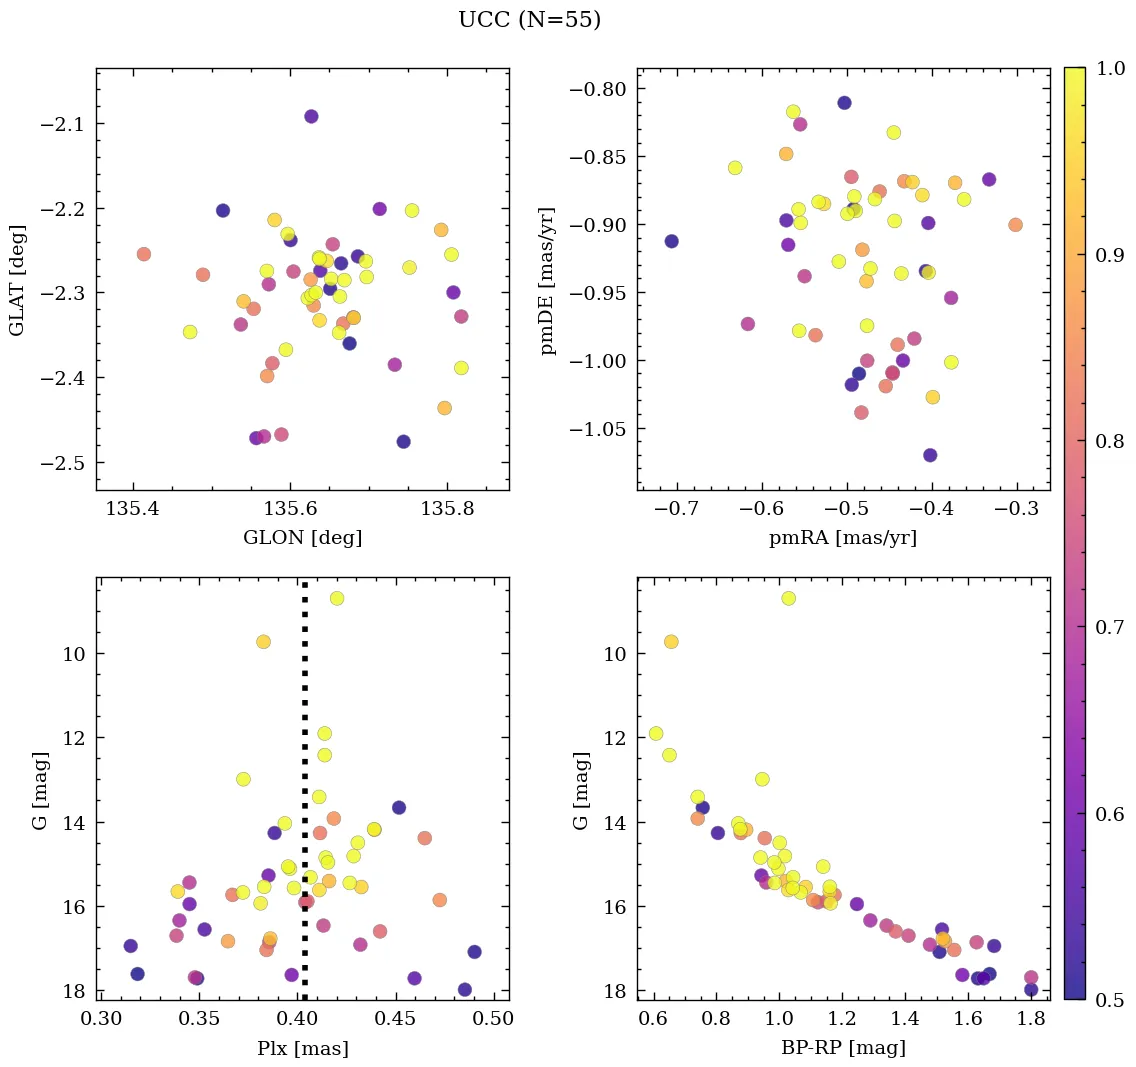 UCC (N=55)
−2.1
−2.2
−2.3
−2.4
−2.5
GLAT [deg]
135.4 135.6 135.8
GLON [deg]
−0.80
−0.85
−0.90
−0.95
−1.00
−1.05
pmDE [mas/yr]
−0.7 −0.6 −0.5 −0.4 −0.3
pmRA [mas/yr]
1.0
0.9
0.8
0.7
0.6
0.5
10
12
14
16
18
G [mag]
0.30 0.35 0.40 0.45 0.50
Plx [mas]
10
12
14
16
18
G [mag]
0.6 0.8 1.0 1.2 1.4 1.6 1.8
BP-RP [mag]